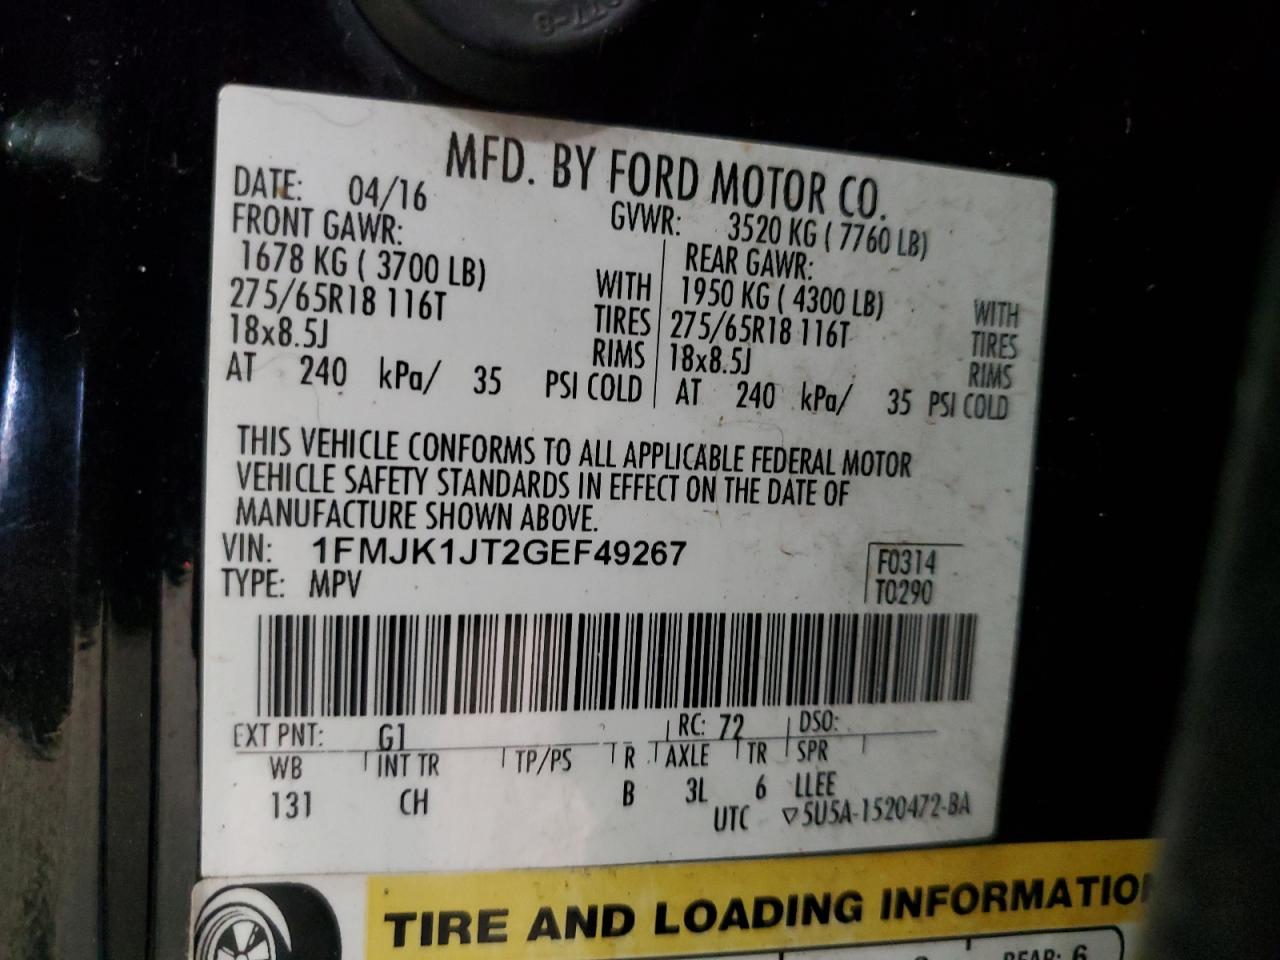 MFD. BY FORD MOTOR CO.
DATE: 04/16 GVWR: 3520 KG ( 7760 LB)
FRONT GAWR: REAR GAWR:
1678 KG ( 3700 LB) WITH 1950 KG ( 4300 LB) WITH
275/65R18 116T TIRES 275/65R18 116T TIRES
18x8.5J RIMS 18x8.5J RIMS
AT 240 kPa/ 35 PSI COLD AT 240 kPa/ 35 PSI COLD
THIS VEHICLE CONFORMS TO ALL APPLICABLE FEDERAL MOTOR
VEHICLE SAFETY STANDARDS IN EFFECT ON THE DATE OF
MANUFACTURE SHOWN ABOVE.
VIN: 1FMJK1JT2GEF49267 F0314
TYPE: MPV T0290
EXT PNT: G1 RC: 72 DSO:
WB INT TR TP/PS R AXLE TR SPR
131 CH B 3L 6 LLEE
UTC ▽5U5A-1520472-BA
TIRE AND LOADING INFORMATIO
REAR: 6